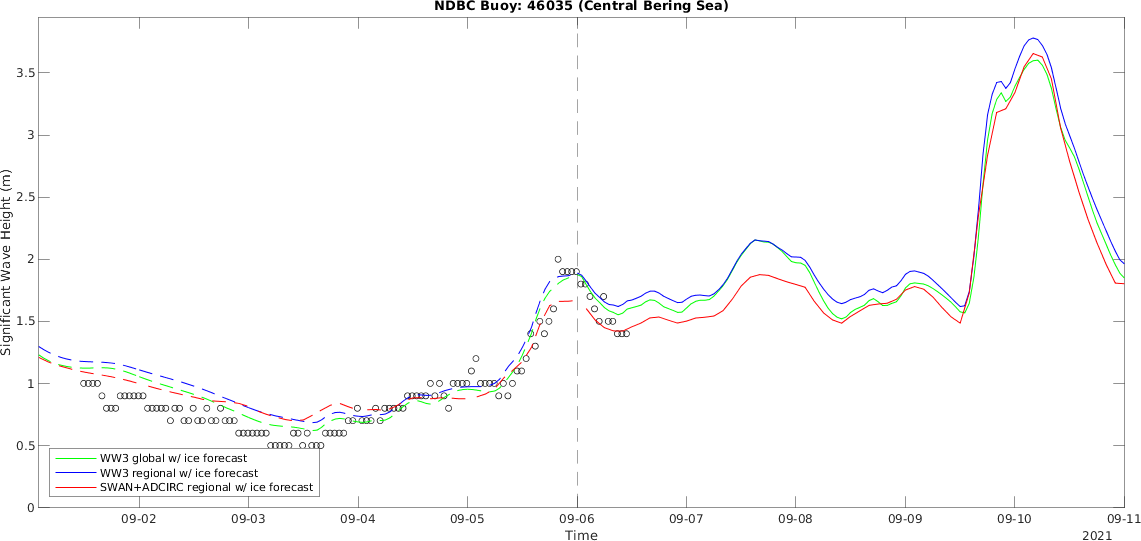 NDBC Buoy: 46035 (Central Bering Sea)
3.5
3
2.5
2
1.5
1
0.5
0
Significant Wave Height (m)
WW3 global w/ ice forecast
WW3 regional w/ ice forecast
SWAN+ADCIRC regional w/ ice forecast
09-02 09-03 09-04 09-05 09-06 09-07 09-08 09-09 09-10 09-11
Time
2021